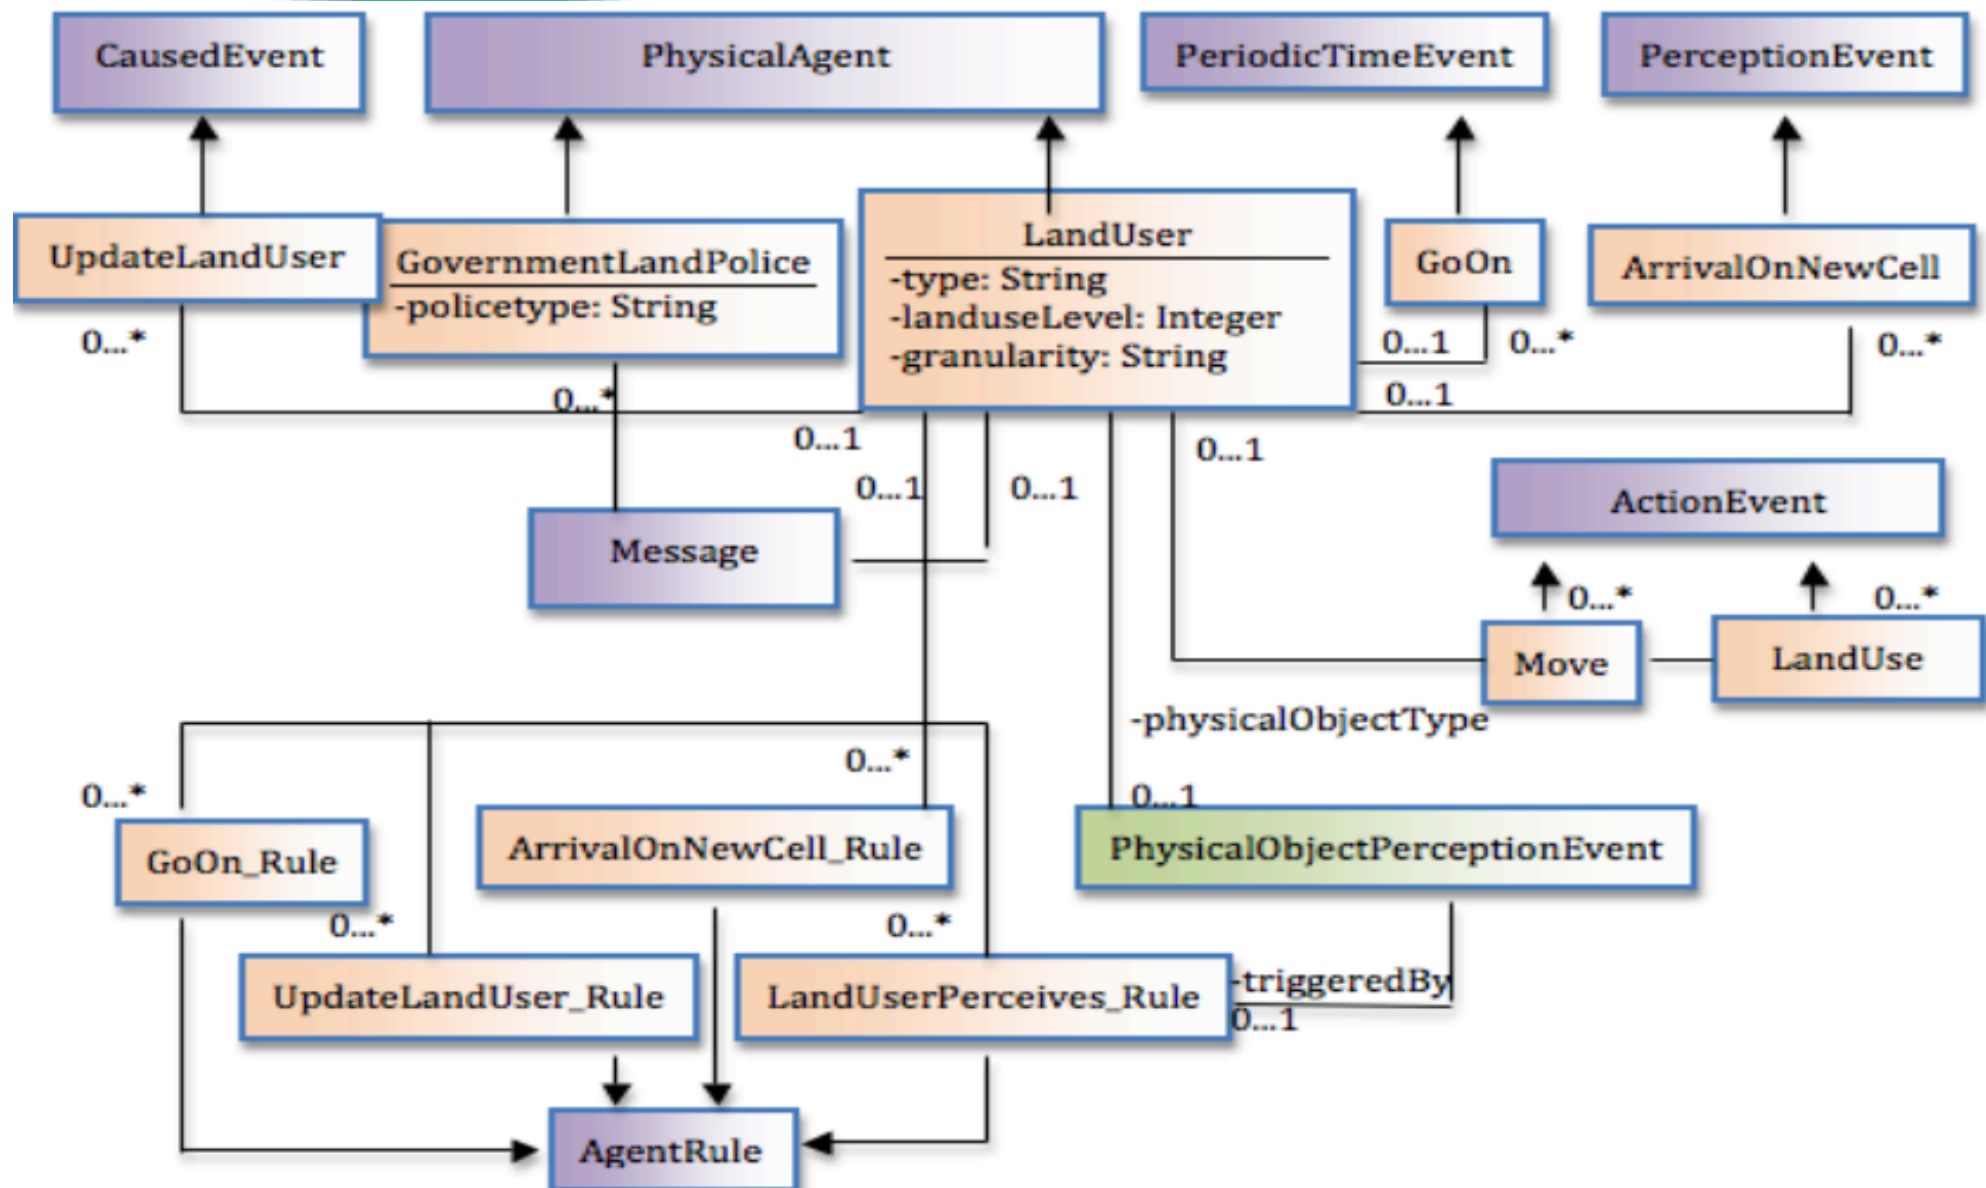 CausedEvent
PhysicalAgent
PeriodicTimeEvent
PerceptionEvent
UpdateLandUser
GovernmentLandPolice
-policetype: String
LandUser
-type: String
-landuseLevel: Integer
-granularity: String
GoOn
ArrivalOnNewCell
0...*
0...*
0...1
0...*
0...*
0...1
0...1
0...1
0...1
0...1
Message
ActionEvent
0...*
0...*
Move
LandUse
-physicalObjectType
0...*
0...*
0...1
GoOn_Rule
ArrivalOnNewCell_Rule
PhysicalObjectPerceptionEvent
0...*
0...*
UpdateLandUser_Rule
LandUserPerceives_Rule
-triggeredBy
0...1
AgentRule